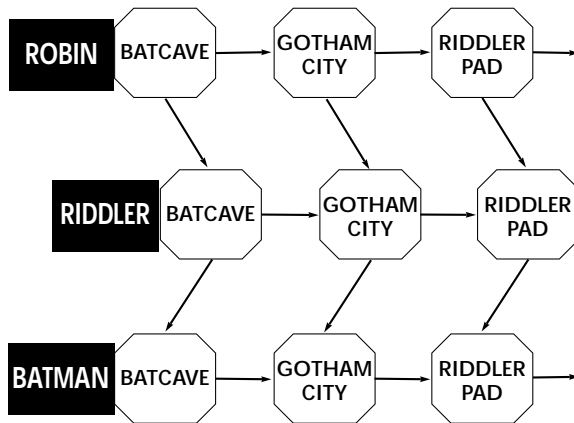 ROBIN
BATCAVE
GOTHAM
CITY
RIDDLER
PAD
RIDDLER
BATCAVE
GOTHAM
CITY
RIDDLER
PAD
BATMAN
BATCAVE
GOTHAM
CITY
RIDDLER
PAD